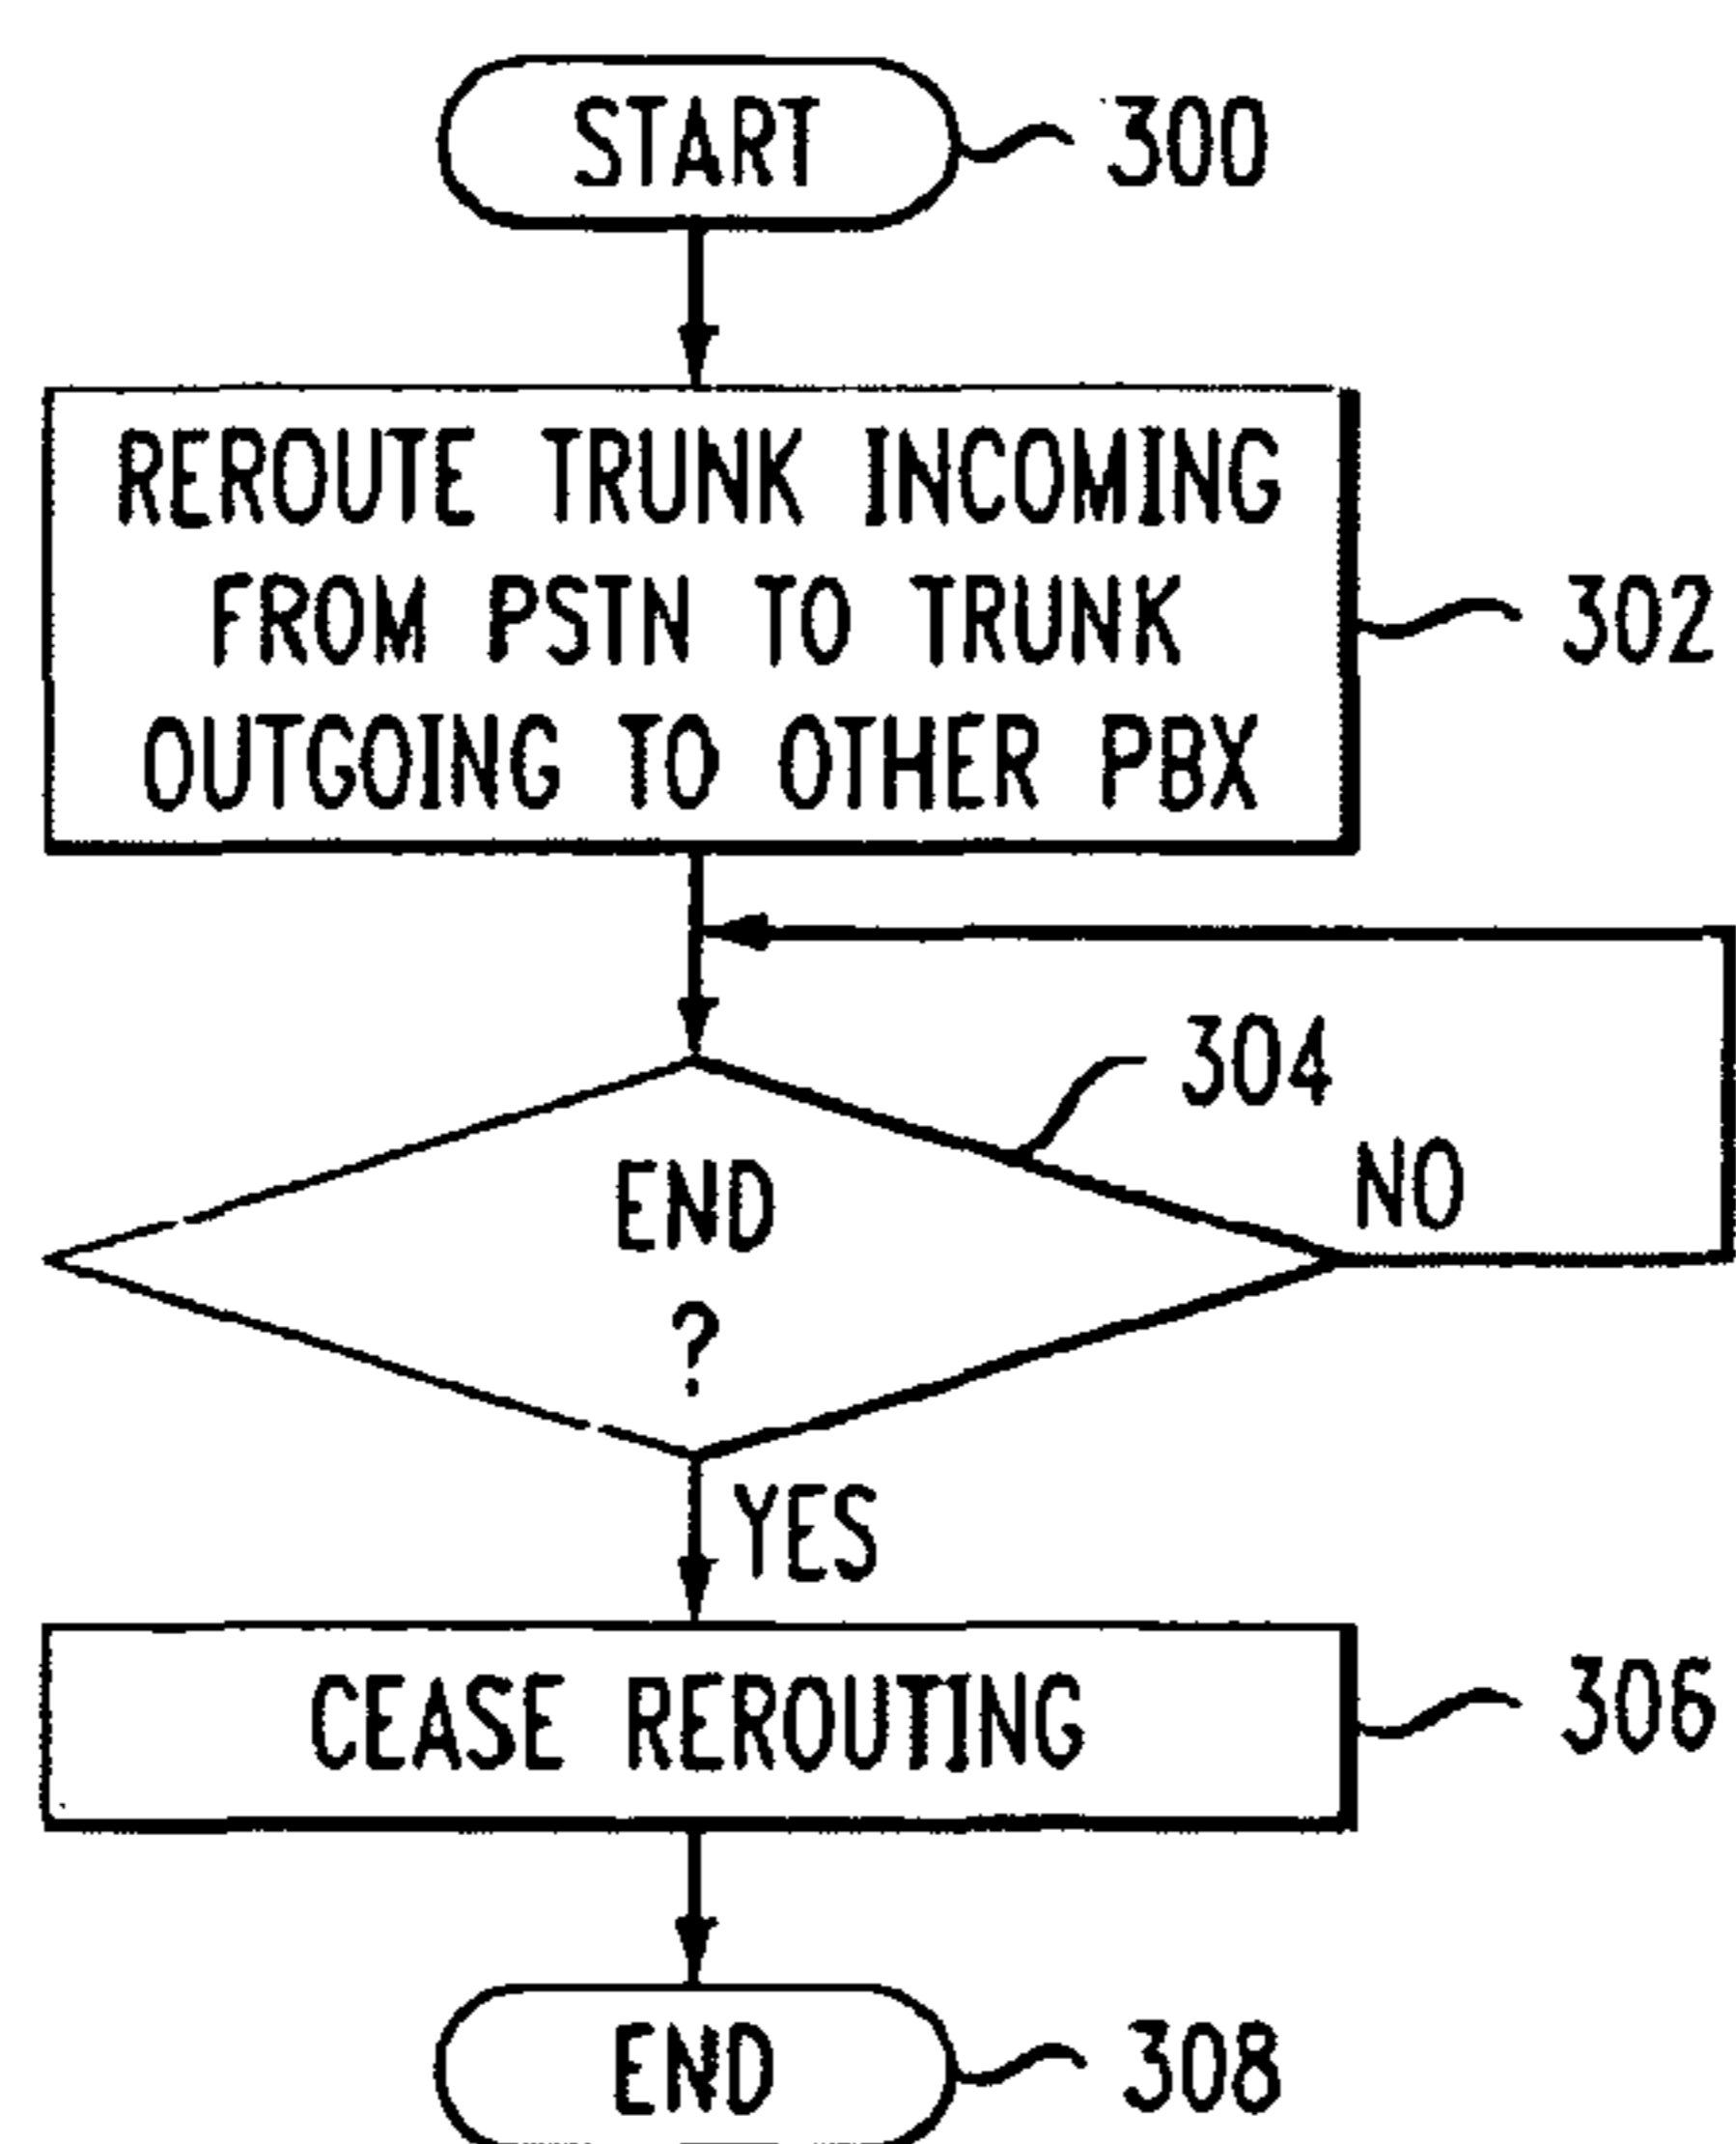 START
300
REROUTE TRUNK INCOMING
FROM PSTN TO TRUNK
OUTGOING TO OTHER PBX
302
304
END
?
NO
YES
CEASE REROUTING
306
END
308